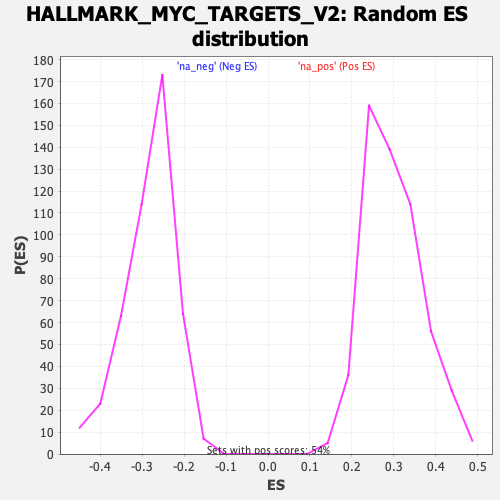 HALLMARK_MYC_TARGETS_V2: Random ES
distribution
'na_neg' (Neg ES) 'na_pos' (Pos ES)
180
170
160
150
140
130
120
110
100
90
80
70
60
50
40
30
20
10
0
P(ES)
Sets with pos scores: 54%
-0.4 -0.3 -0.2 -0.1 0.0 0.1 0.2 0.3 0.4 0.5
ES